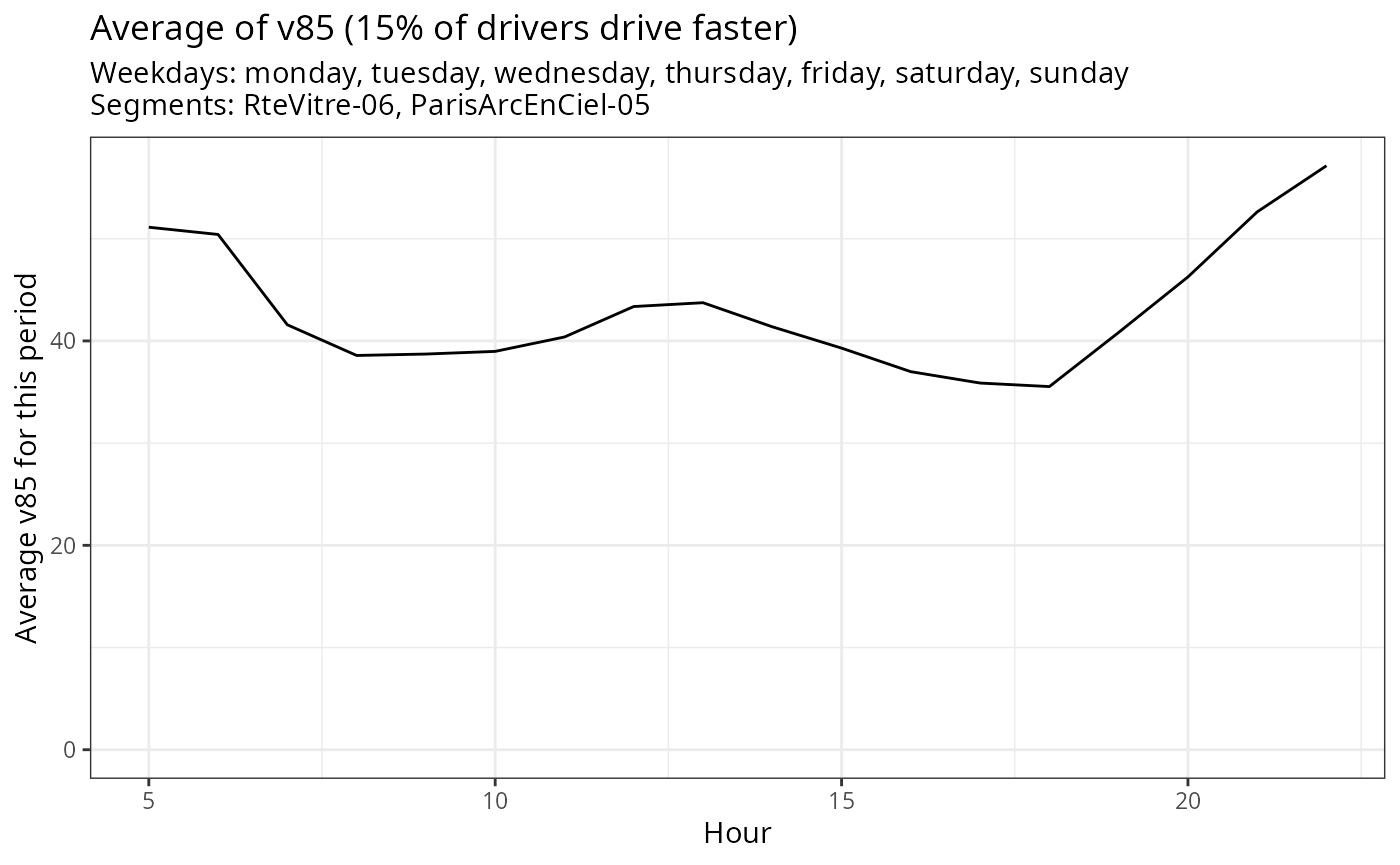 Average of v85 (15% of drivers drive faster)
Weekdays: monday, tuesday, wednesday, thursday, friday, saturday, sunday
Segments: RteVitre-06, ParisArcEnCiel-05
Average v85 for this period
40
20
0
5
10
15
20
Hour